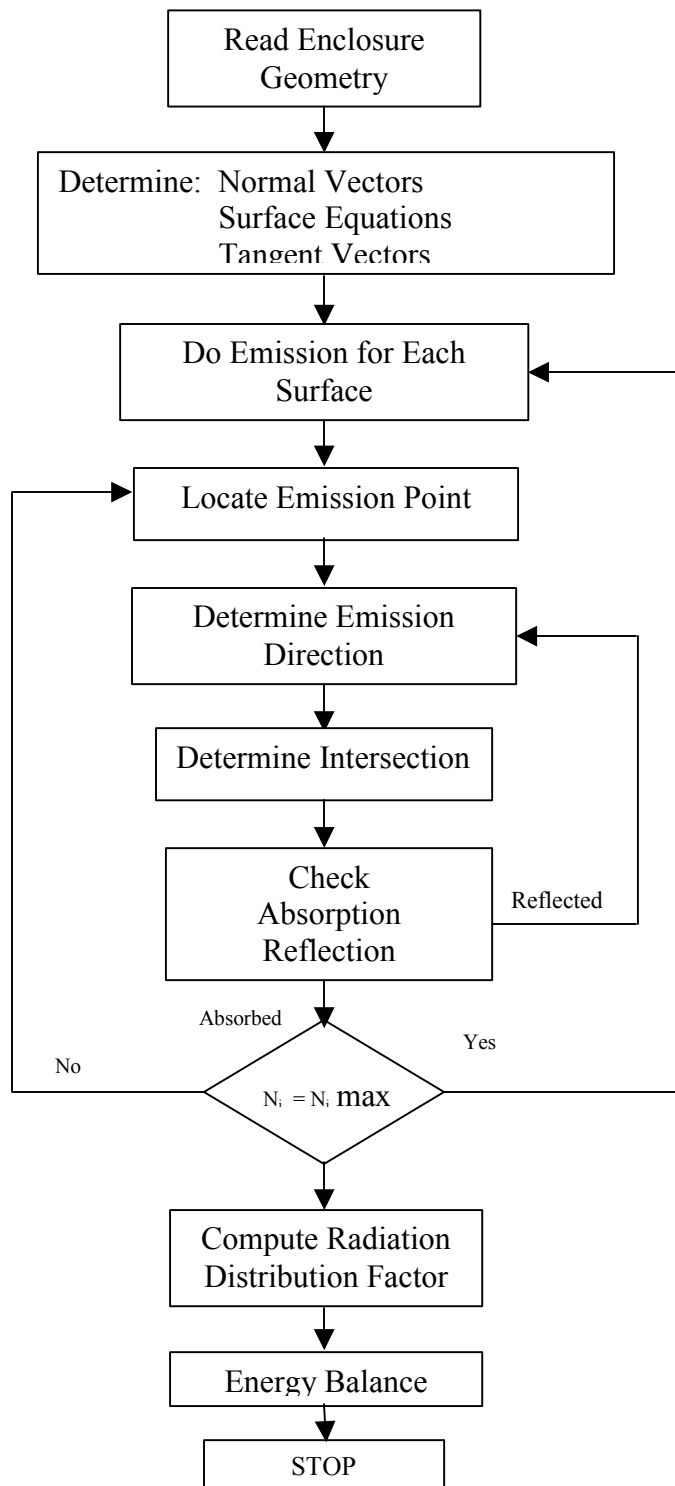 Read Enclosure
Geometry
Determine: Normal Vectors
Surface Equations
Tangent Vectors
Do Emission for Each
Surface
Locate Emission Point
Determine Emission
Direction
Determine Intersection
Check
Absorption
Reflection
Reflected
Absorbed
Yes
No
Nᵢ = Nᵢ max
Compute Radiation
Distribution Factor
Energy Balance
STOP